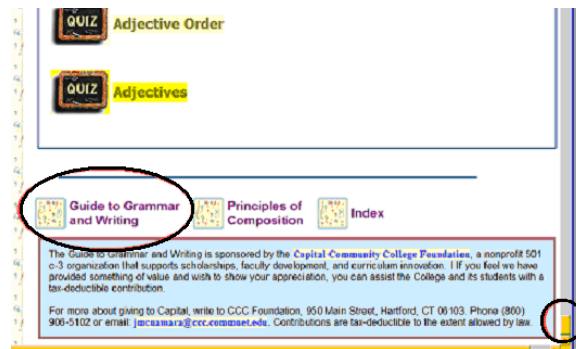 QUIZ Adjective Order
QUIZ Adjectives
Guide to Grammar and Writing
Principles of Composition
Index
The Guide to Grammar and Writing is sponsored by the Capital Community College Foundation, a nonprofit 501
c-3 organization that supports scholarships, faculty development, and curriculum innovation. I If you feel we have
provided something of value and wish to show your appreciation, you can assist the College and its students with a
tax-deductible contribution.
For more about giving to Capital, write to CCC Foundation, 950 Main Street, Hartford, CT 06103. Phone (860)
906-5102 or email: jmcnamara@ccc.commnet.edu. Contributions are tax-deductible to the extent allowed by law.